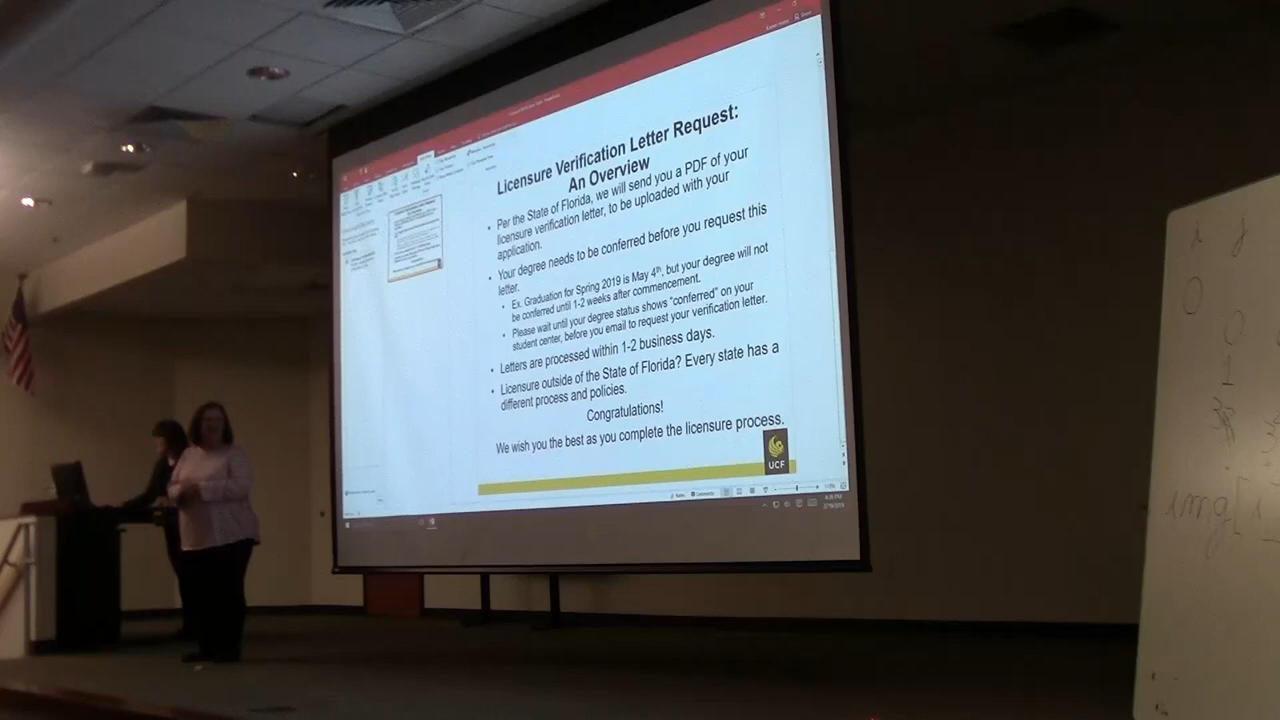 Licensure Verification Letter Request:
An Overview
• Per the State of Florida, we will send you a PDF of your
licensure verification letter, to be uploaded with your
application.
• Your degree needs to be conferred before you request this
letter.
• Ex. Graduation for Spring 2019 is May 4th, but your degree will not
be conferred until 1-2 weeks after commencement.
• Please wait until your degree status shows “conferred” on your
student center, before you email to request your verification letter.
• Letters are processed within 1-2 business days.
• Licensure outside of the State of Florida? Every state has a
different process and policies.
Congratulations!
We wish you the best as you complete the licensure process.
UCF
img[